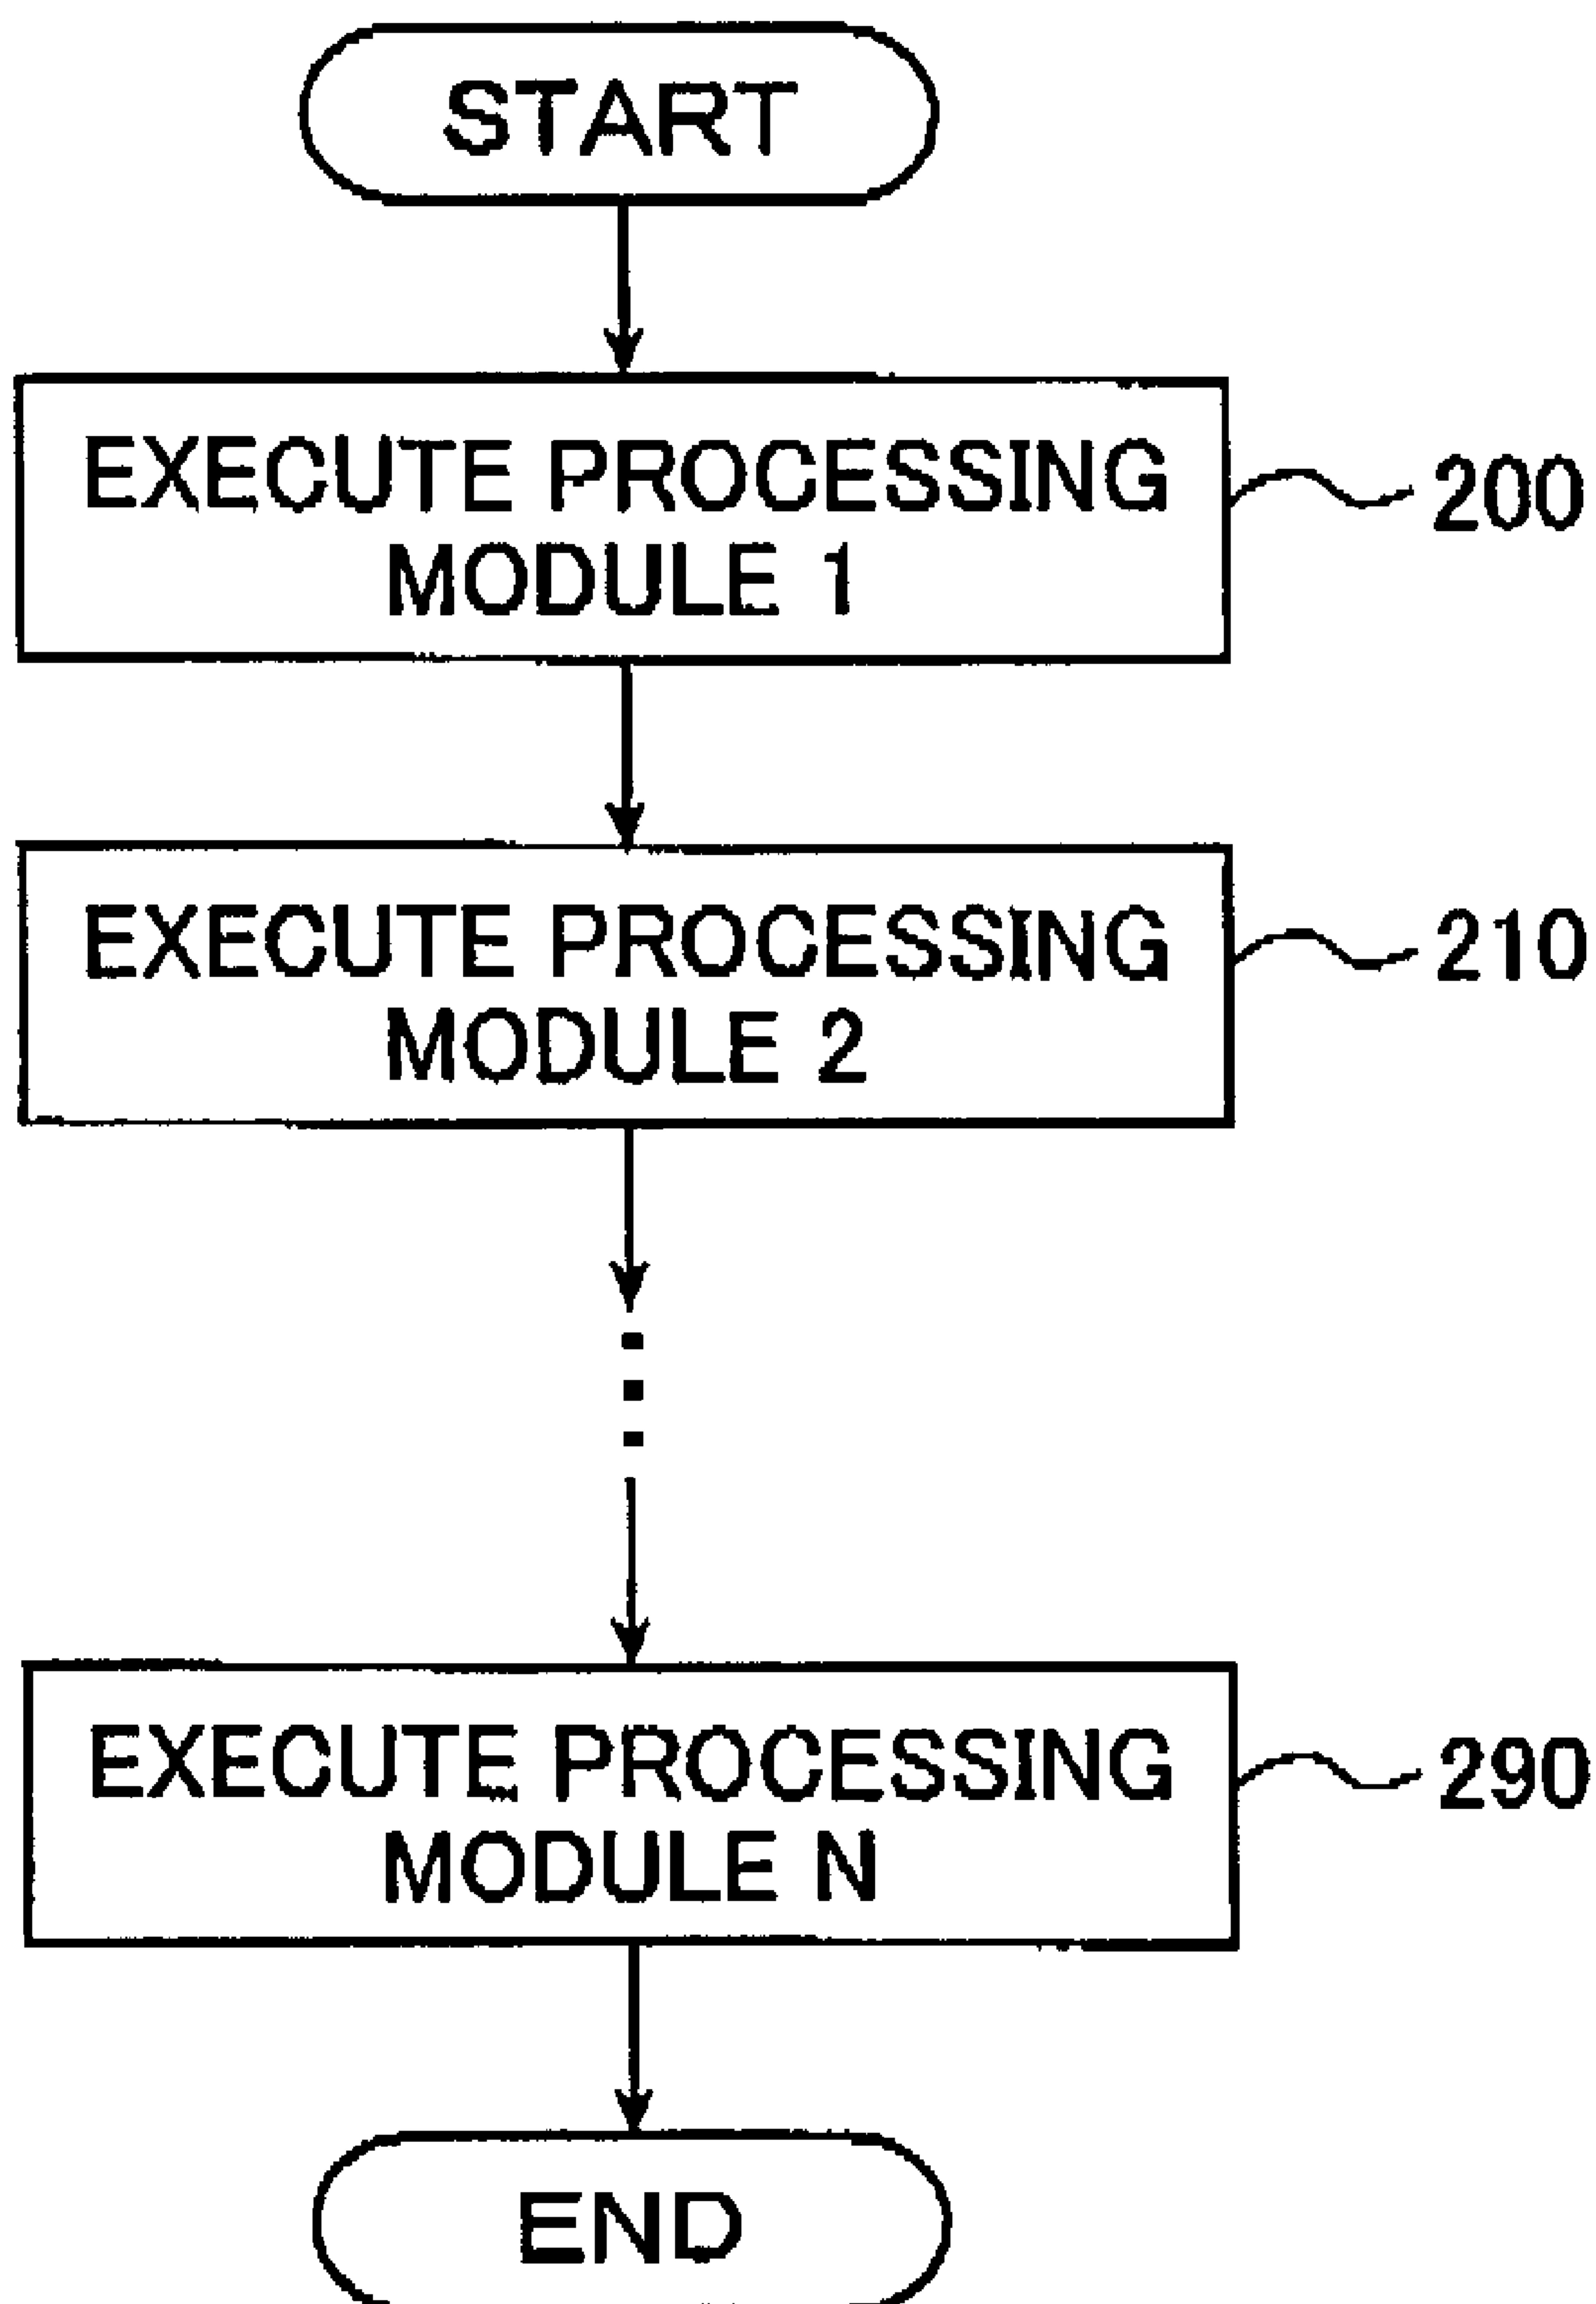 START
EXECUTE PROCESSING
MODULE 1
200
EXECUTE PROCESSING
MODULE 2
210
EXECUTE PROCESSING
MODULE N
290
END